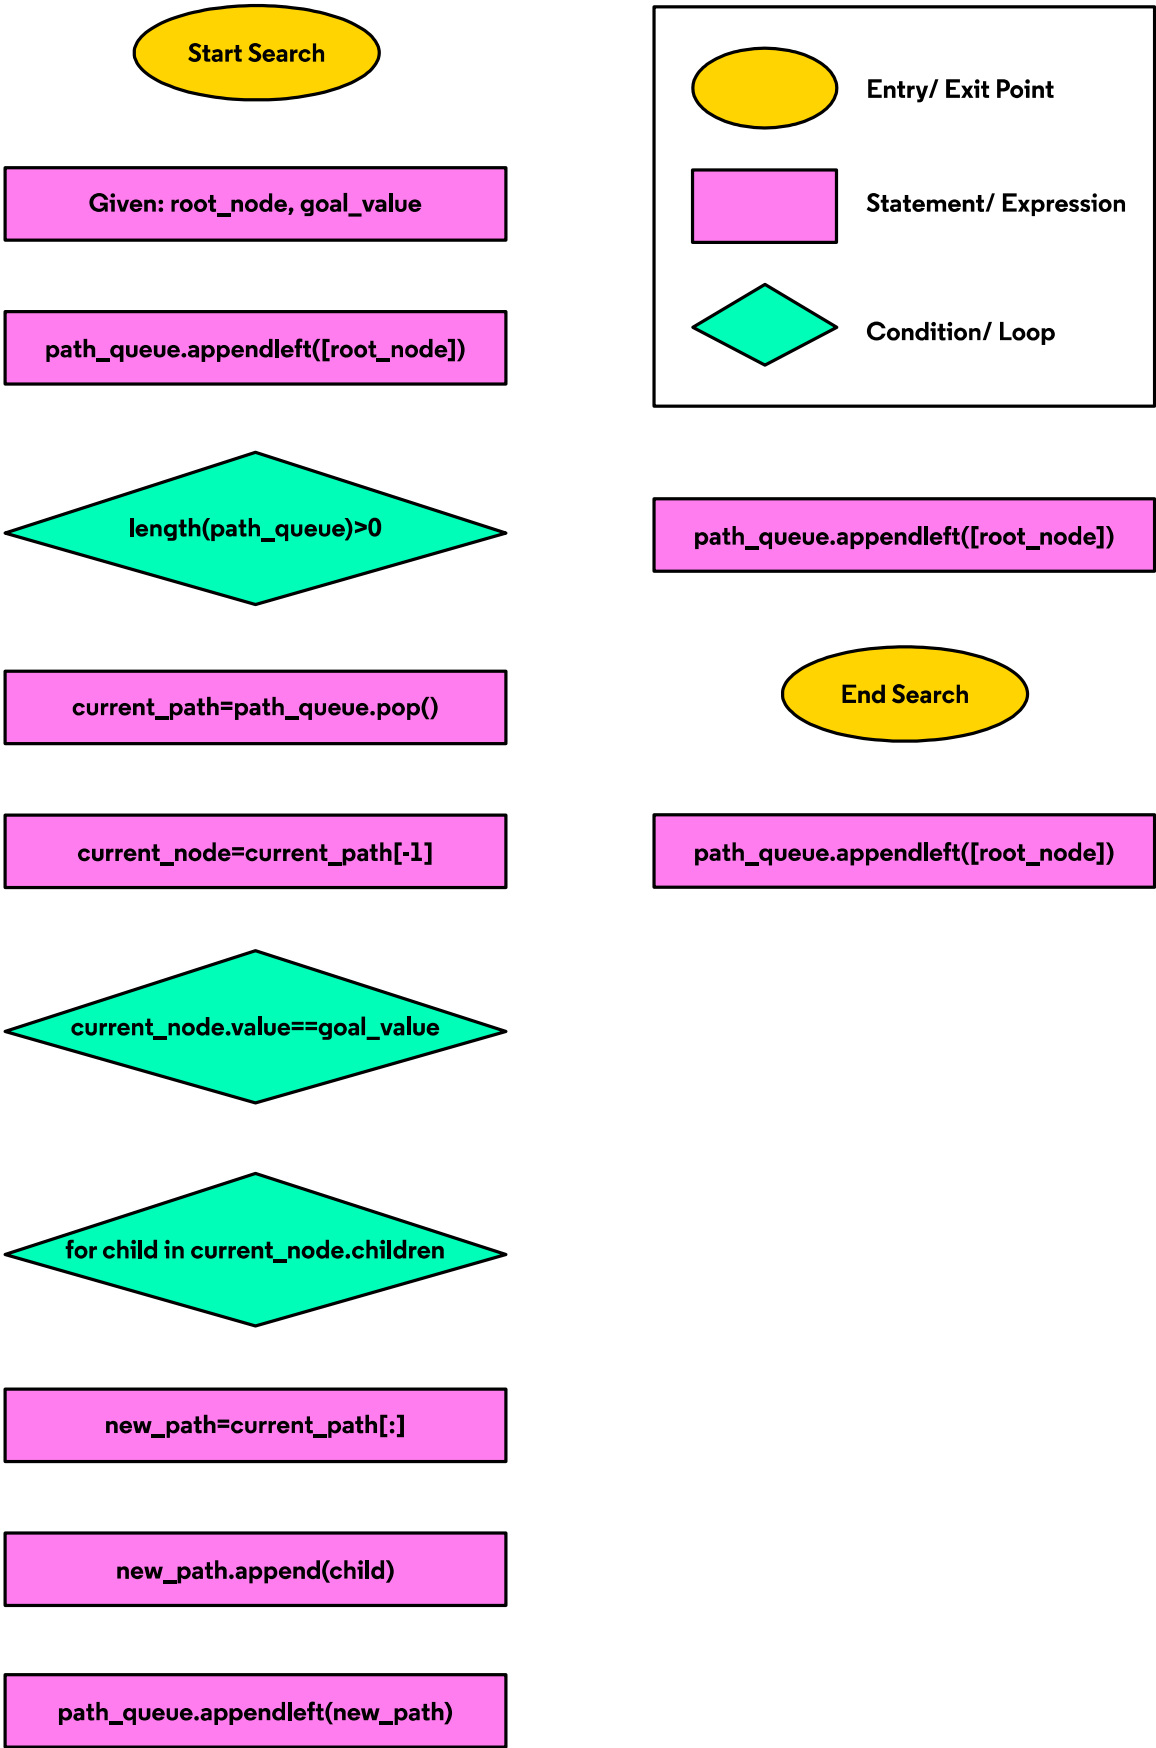 Start Search
Given: root_node, goal_value
path_queue.appendleft([root_node])
length(path_queue)>0
current_path=path_queue.pop()
current_node=current_path[-1]
current_node.value==goal_value
for child in current_node.children
new_path=current_path[:]
new_path.append(child)
path_queue.appendleft(new_path)
Entry/ Exit Point
Statement/ Expression
Condition/ Loop
path_queue.appendleft([root_node])
End Search
path_queue.appendleft([root_node])